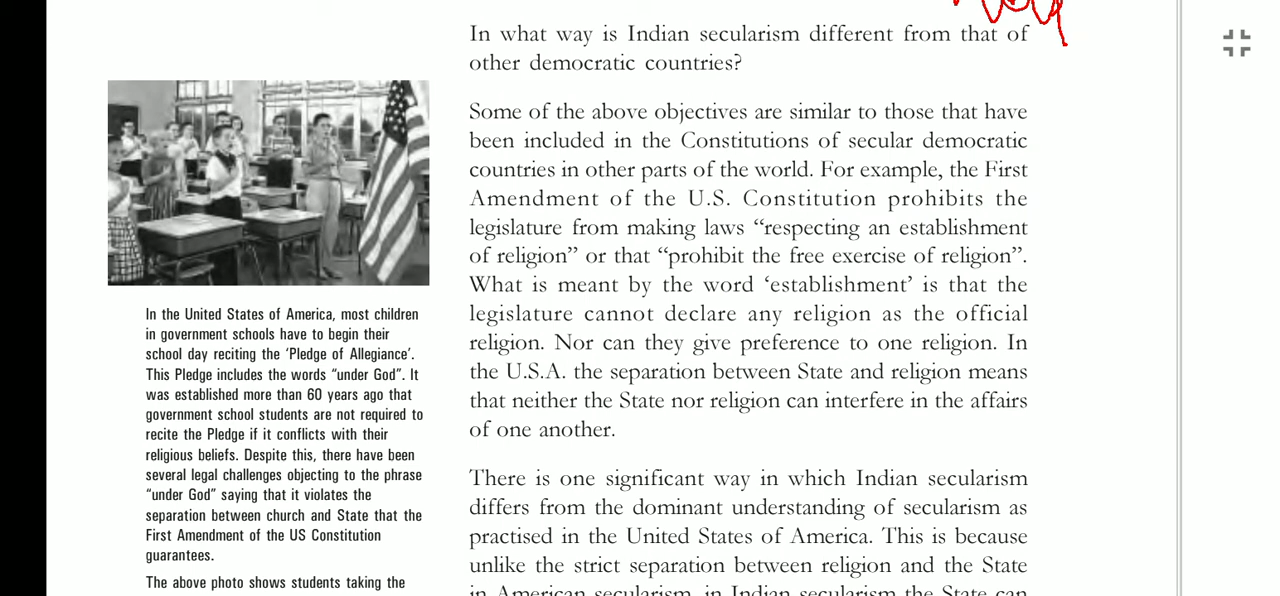 In what way is Indian secularism different from that of
other democratic countries?
Some of the above objectives are similar to those that have
been included in the Constitutions of secular democratic
countries in other parts of the world. For example, the First
Amendment of the U.S. Constitution prohibits the
legislature from making laws “respecting an establishment
of religion” or that “prohibit the free exercise of religion”.
What is meant by the word ‘establishment’ is that the
legislature cannot declare any religion as the official
religion. Nor can they give preference to one religion. In
the U.S.A. the separation between State and religion means
that neither the State nor religion can interfere in the affairs
of one another.
There is one significant way in which Indian secularism
differs from the dominant understanding of secularism as
practised in the United States of America. This is because
unlike the strict separation between religion and the State
in American secularism, in Indian secularism the State can
In the United States of America, most children
in government schools have to begin their
school day reciting the ‘Pledge of Allegiance’.
This Pledge includes the words “under God”. It
was established more than 60 years ago that
government school students are not required to
recite the Pledge if it conflicts with their
religious beliefs. Despite this, there have been
several legal challenges objecting to the phrase
“under God” saying that it violates the
separation between church and State that the
First Amendment of the US Constitution
guarantees.
The above photo shows students taking the